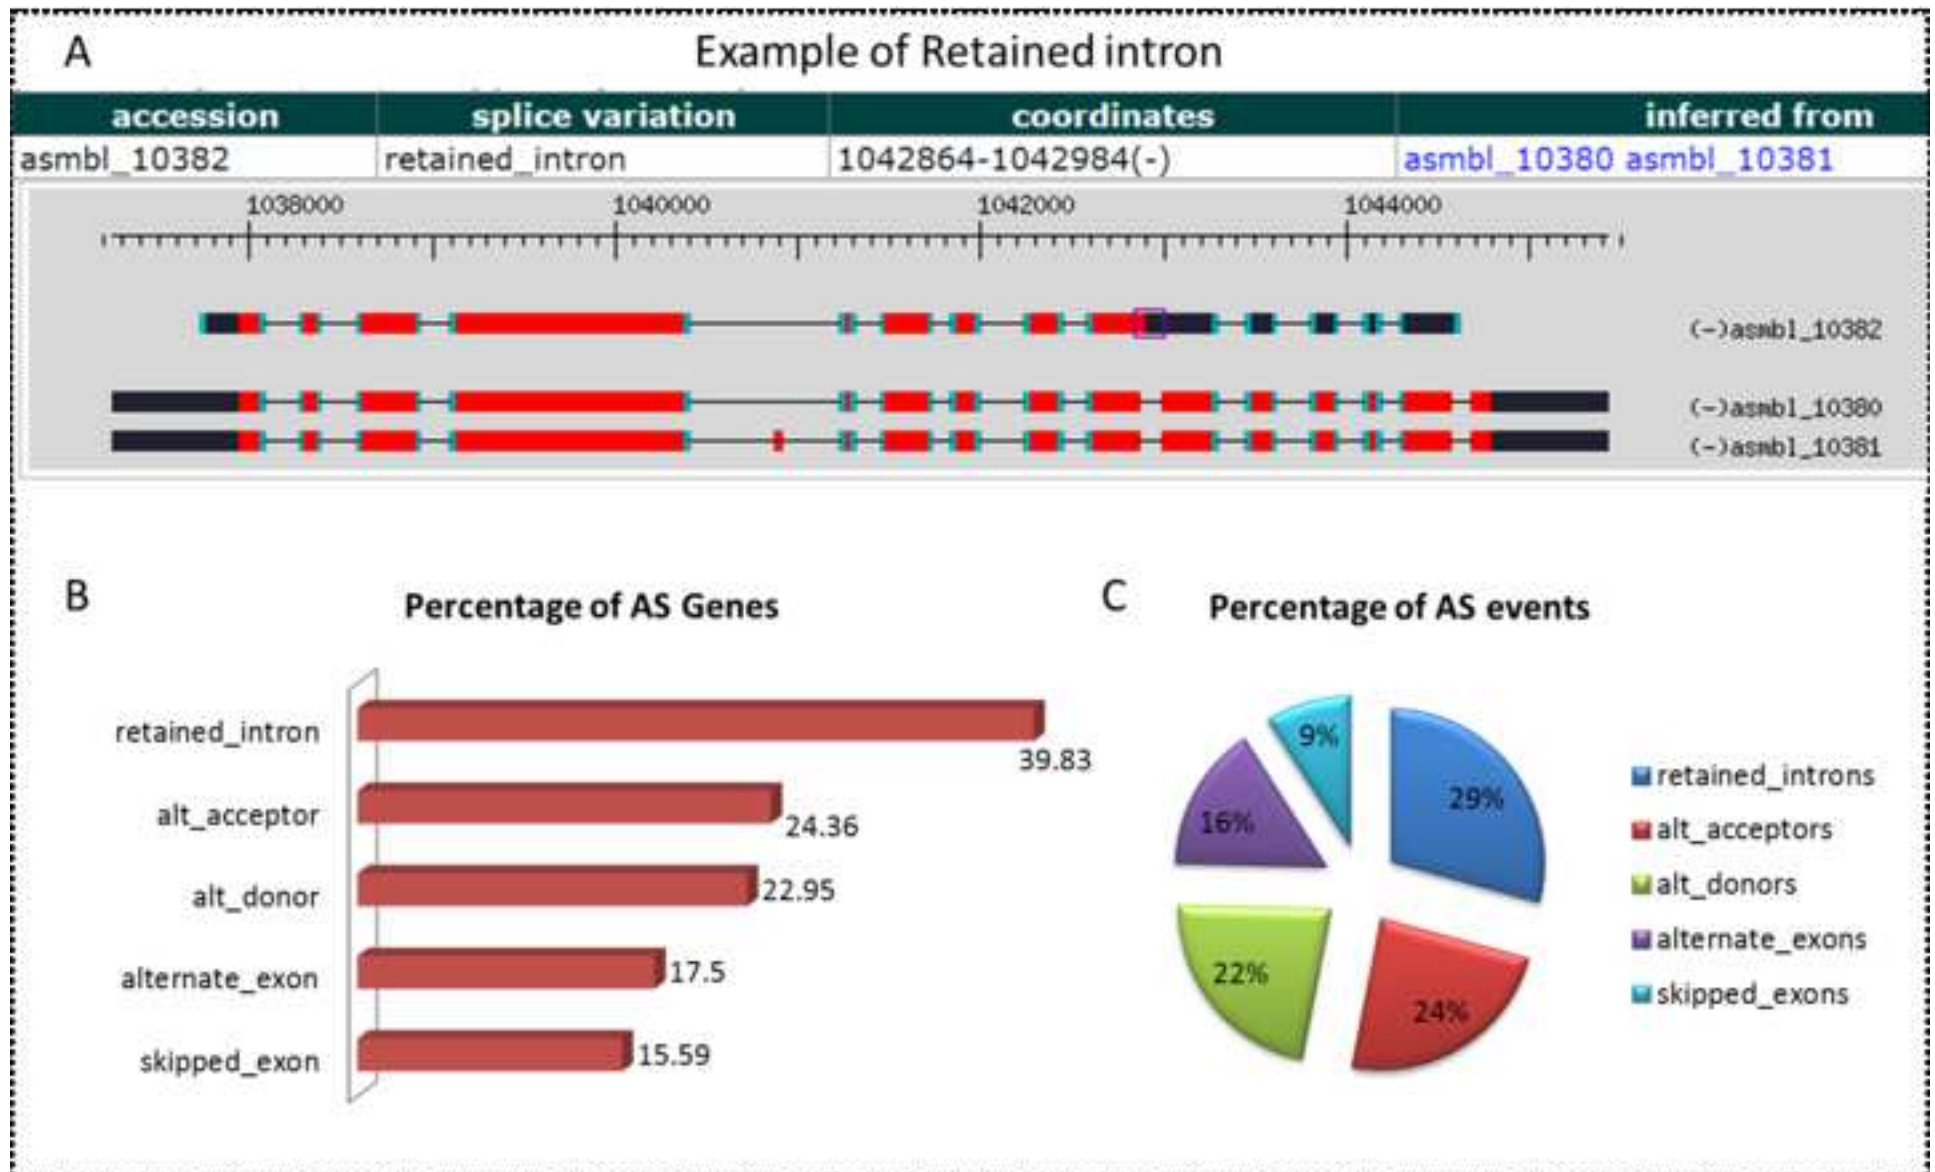 A
Example of Retained intron
accession splice variation coordinates inferred from
asmbl_10382 retained_intron 1042864-1042984(-) asmbl_10380 asmbl_10381
1038000 1040000 1042000 1044000
(-)asmbl_10382
(-)asmbl_10380
(-)asmbl_10381
B
Percentage of AS Genes
retained_intron 39.83
alt_acceptor 24.36
alt_donor 22.95
alternate_exon 17.5
skipped_exon 15.59
C
Percentage of AS events
9%
29%
16%
22%
24%
retained_introns
alt_acceptors
alt_donors
alternate_exons
skipped_exons